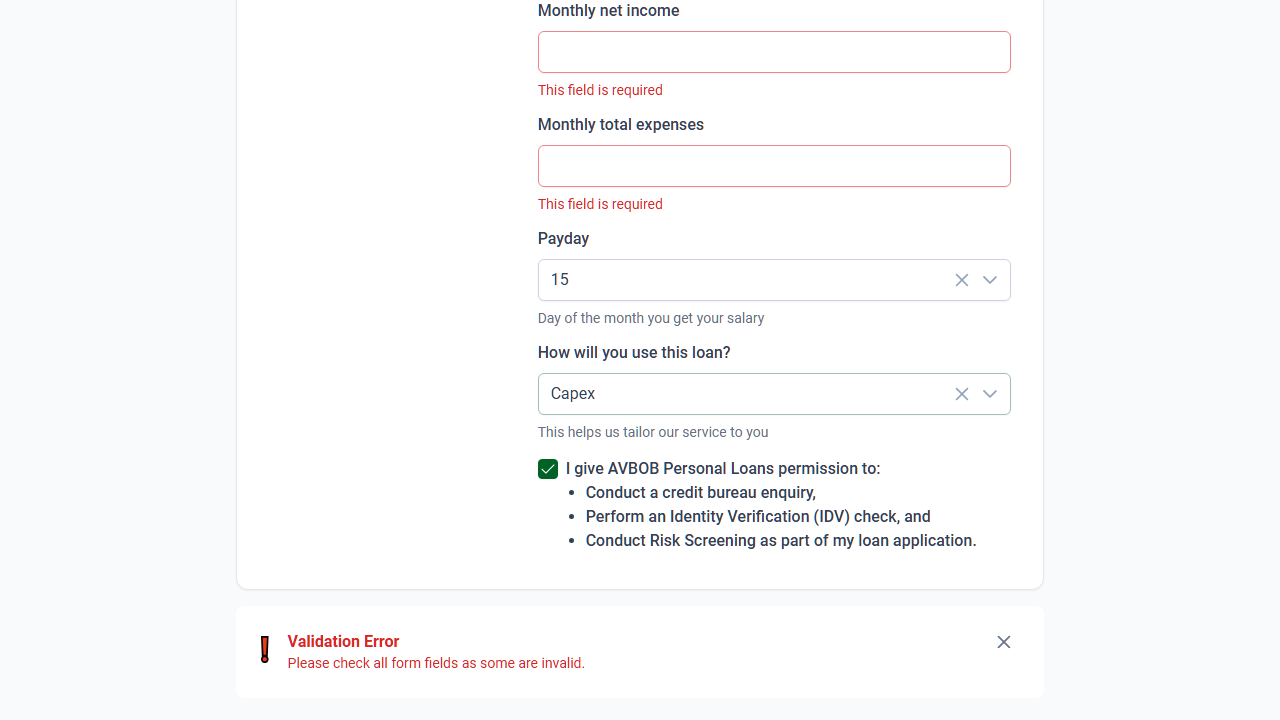 Monthly net income
This field is required
Monthly total expenses
This field is required
Payday
15
Day of the month you get your salary
How will you use this loan?
Capex
This helps us tailor our service to you
I give AVBOB Personal Loans permission to:
• Conduct a credit bureau enquiry,
• Perform an Identity Verification (IDV) check, and
• Conduct Risk Screening as part of my loan application.
Validation Error
Please check all form fields as some are invalid.